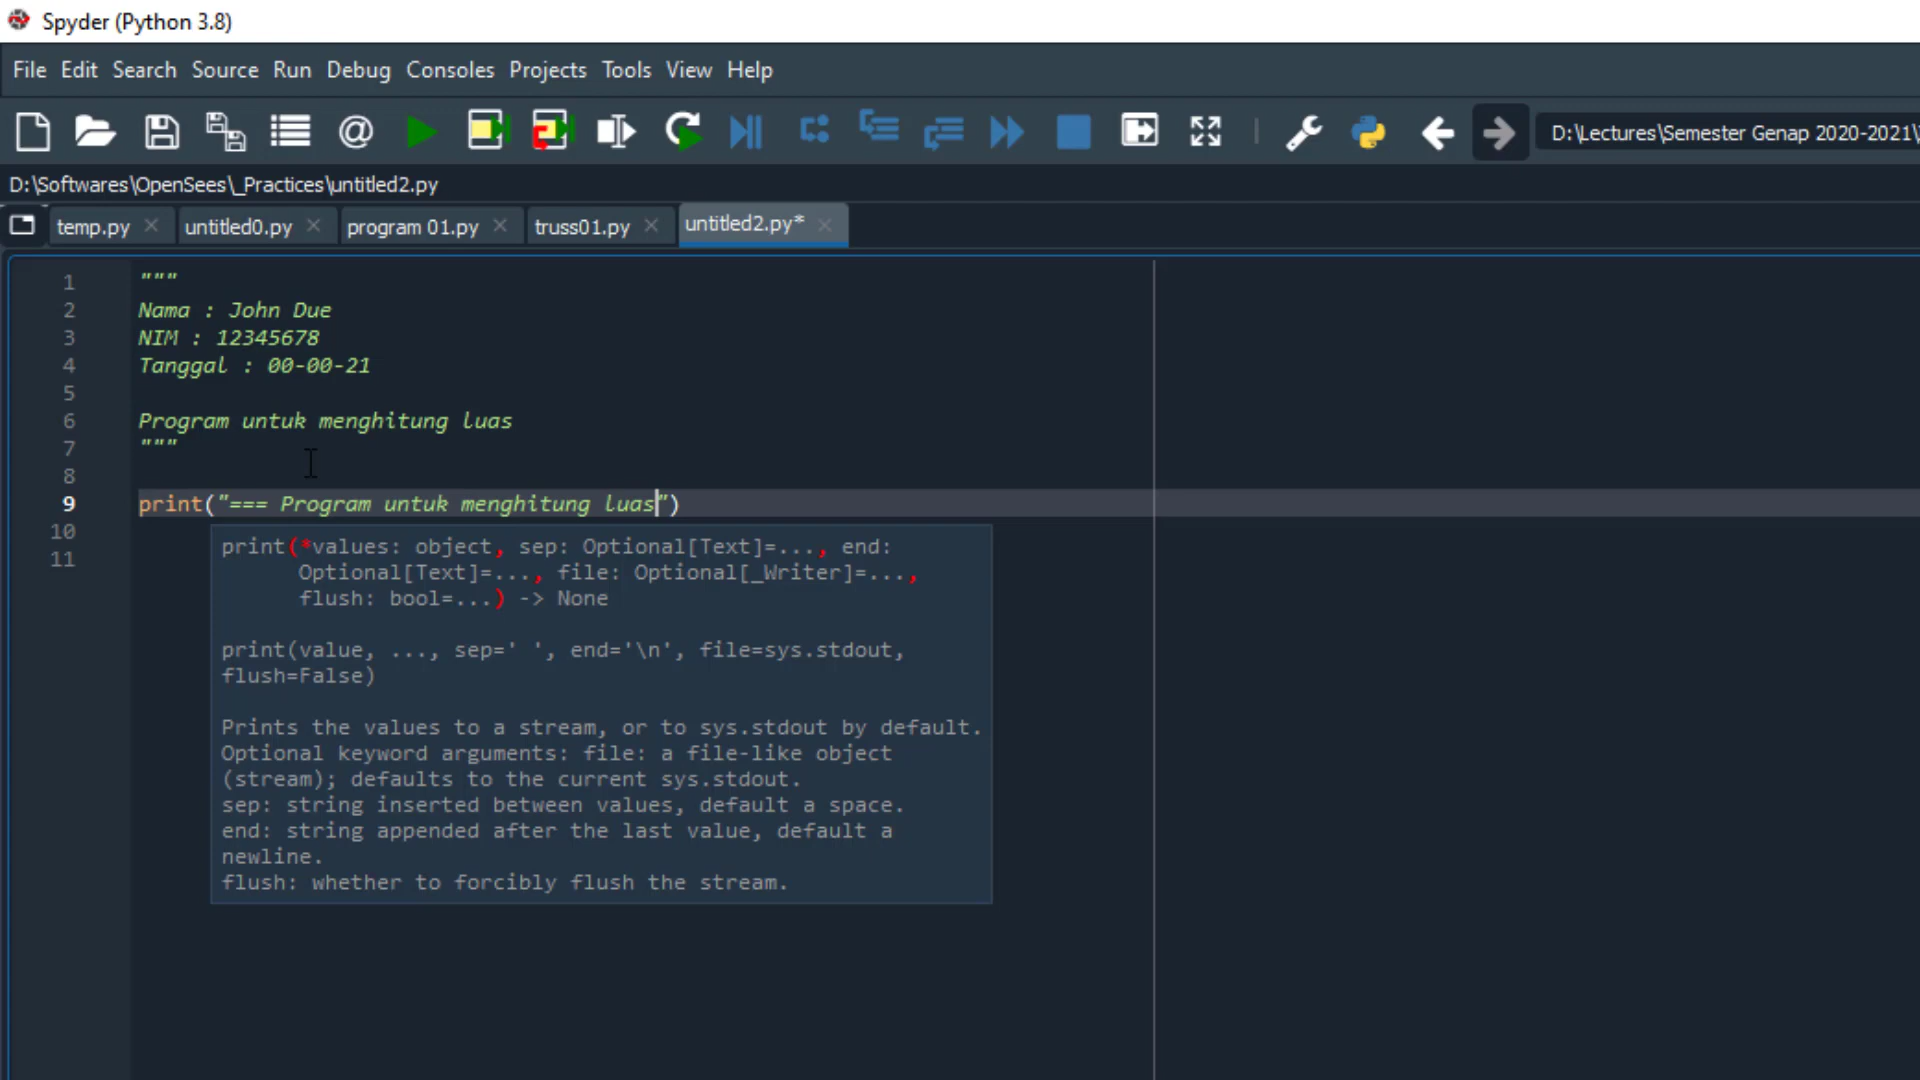 Spyder (Python 3.8)
File Edit Search Source Run Debug Consoles Projects Tools View Help
D:\Lectures\Semester Genap 2020-2021\
D:\Softwares\OpenSees\_Practices\untitled2.py
temp.py untitled0.py program 01.py truss01.py untitled2.py*
1 """
2 Nama : John Due
3 NIM : 12345678
4 Tanggal : 00-00-21
5
6 Program untuk menghitung luas
7 """
8
9 print("=== Program untuk menghitung luas")
10
11
print(*values: object, sep: Optional[Text]=..., end:
Optional[Text]=..., file: Optional[_Writer]=...,
flush: bool=...) -> None
print(value, ..., sep=' ', end='\n', file=sys.stdout,
flush=False)
Prints the values to a stream, or to sys.stdout by default.
Optional keyword arguments: file: a file-like object
(stream); defaults to the current sys.stdout.
sep: string inserted between values, default a space.
end: string appended after the last value, default a
newline.
flush: whether to forcibly flush the stream.